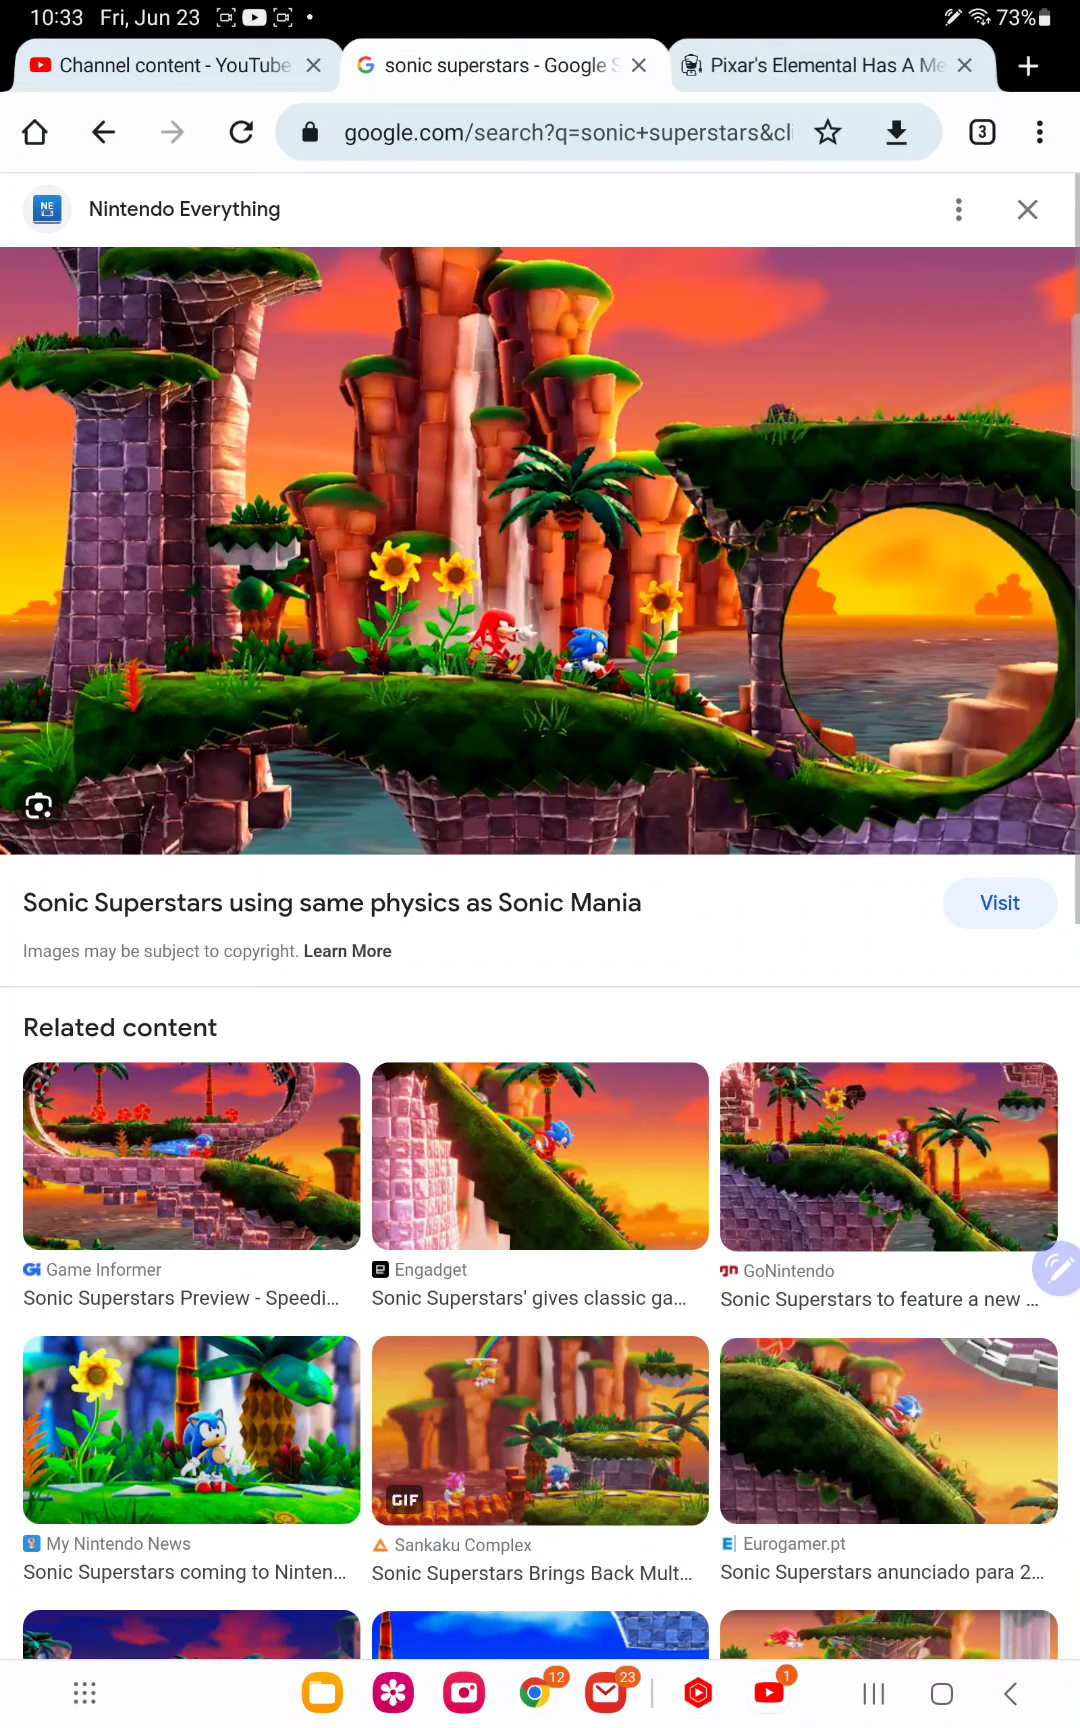 10:33 Fri, Jun 23
73%
Channel content - YouTube
sonic superstars - Google S
Pixar's Elemental Has A Me
google.com/search?q=sonic+superstars&cli
3
NE
Nintendo Everything
Sonic Superstars using same physics as Sonic Mania
Visit
Images may be subject to copyright. Learn More
Related content
Gi Game Informer
Sonic Superstars Preview - Speedi...
Engadget
Sonic Superstars' gives classic ga...
gn GoNintendo
Sonic Superstars to feature a new ...
My Nintendo News
Sonic Superstars coming to Ninten...
GIF
Sankaku Complex
Sonic Superstars Brings Back Mult...
E Eurogamer.pt
Sonic Superstars anunciado para 2...
12
23
1